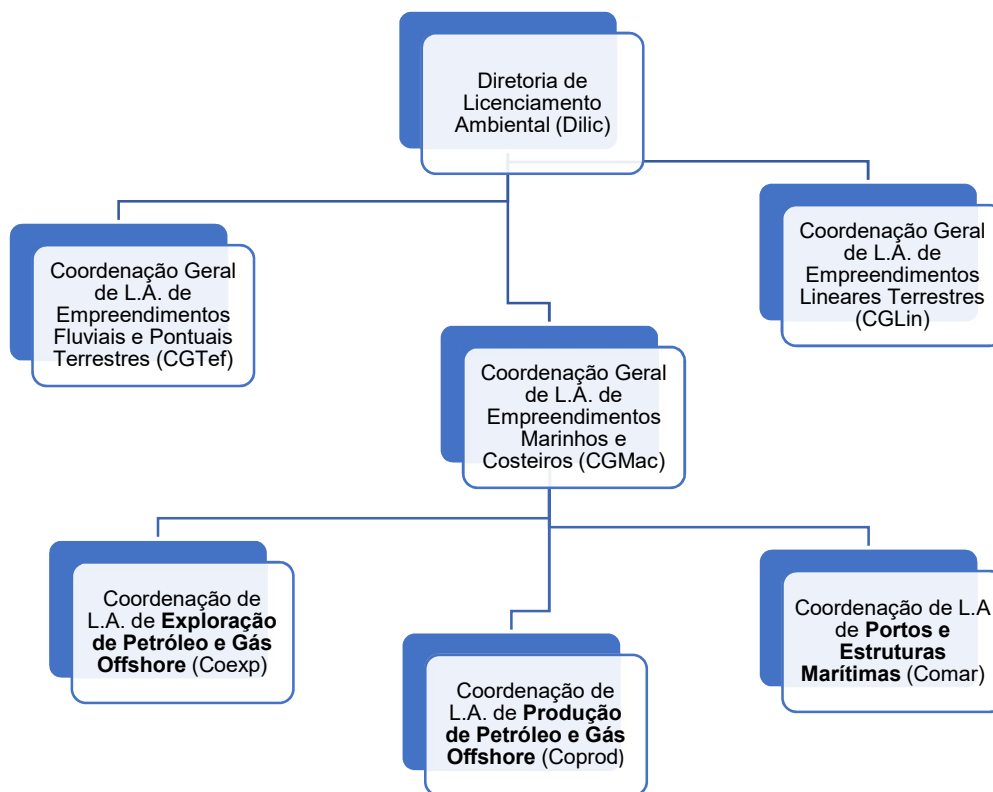 Diretoria de
Licenciamento
Ambiental (Dilic)
Coordenação Geral
de L.A. de
Empreendimentos
Fluviais e Pontuais
Terrestres (CGTef)
Coordenação Geral
de L.A. de
Empreendimentos
Marinhos e
Costeiros (CGMac)
Coordenação Geral
de L.A. de
Empreendimentos
Lineares Terrestres
(CGLin)
Coordenação de
L.A. de Exploração
de Petróleo e Gás
Offshore (Coexp)
Coordenação de
L.A. de Produção
de Petróleo e Gás
Offshore (Coprod)
Coordenação de L.A
de Portos e
Estruturas
Marítimas (Comar)